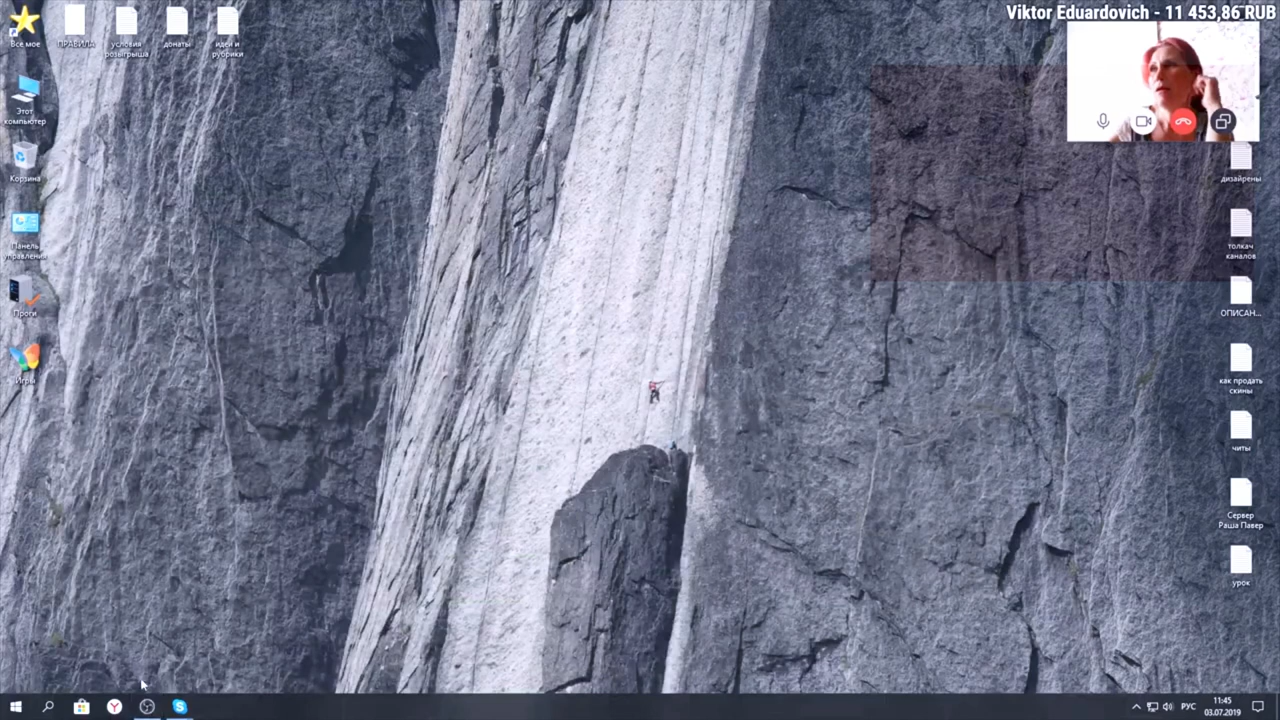 Viktor Eduardovich - 11 453,86 RUB
Все мое
ПРАВИЛА
условия
розыгрыша
донаты
идеи и
рубрики
Этот
компьютер
Корзина
Панель
управления
Проги
Игры
дизайрены
толкач
каналов
ОПИСАН...
как продать
скины
читы
Сервер
Раша Павер
урок
РУС
11:45
03.07.2019